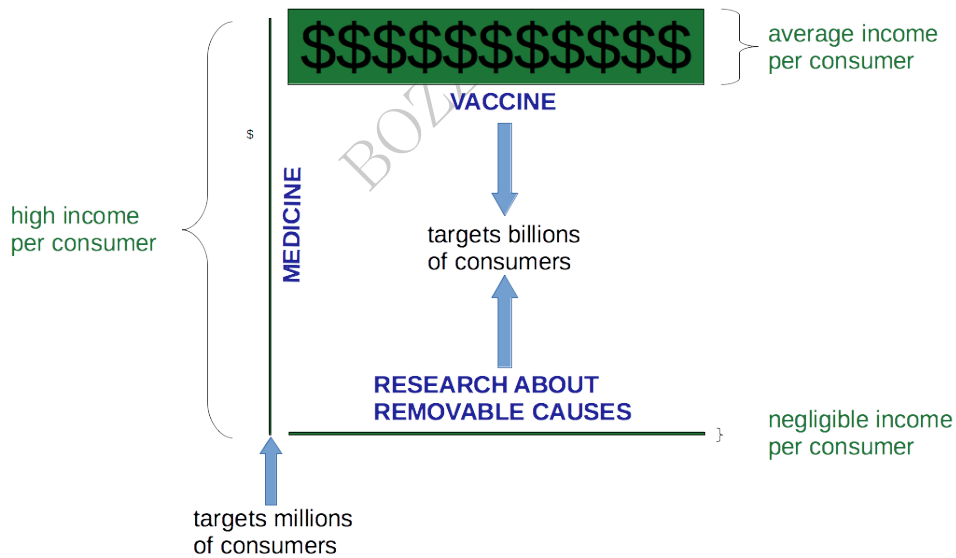 $$$$$$$$$$$
average income
per consumer
VACCINE
$
MEDICINE
high income
per consumer
targets billions
of consumers
RESEARCH ABOUT
REMOVABLE CAUSES
negligible income
per consumer
targets millions
of consumers